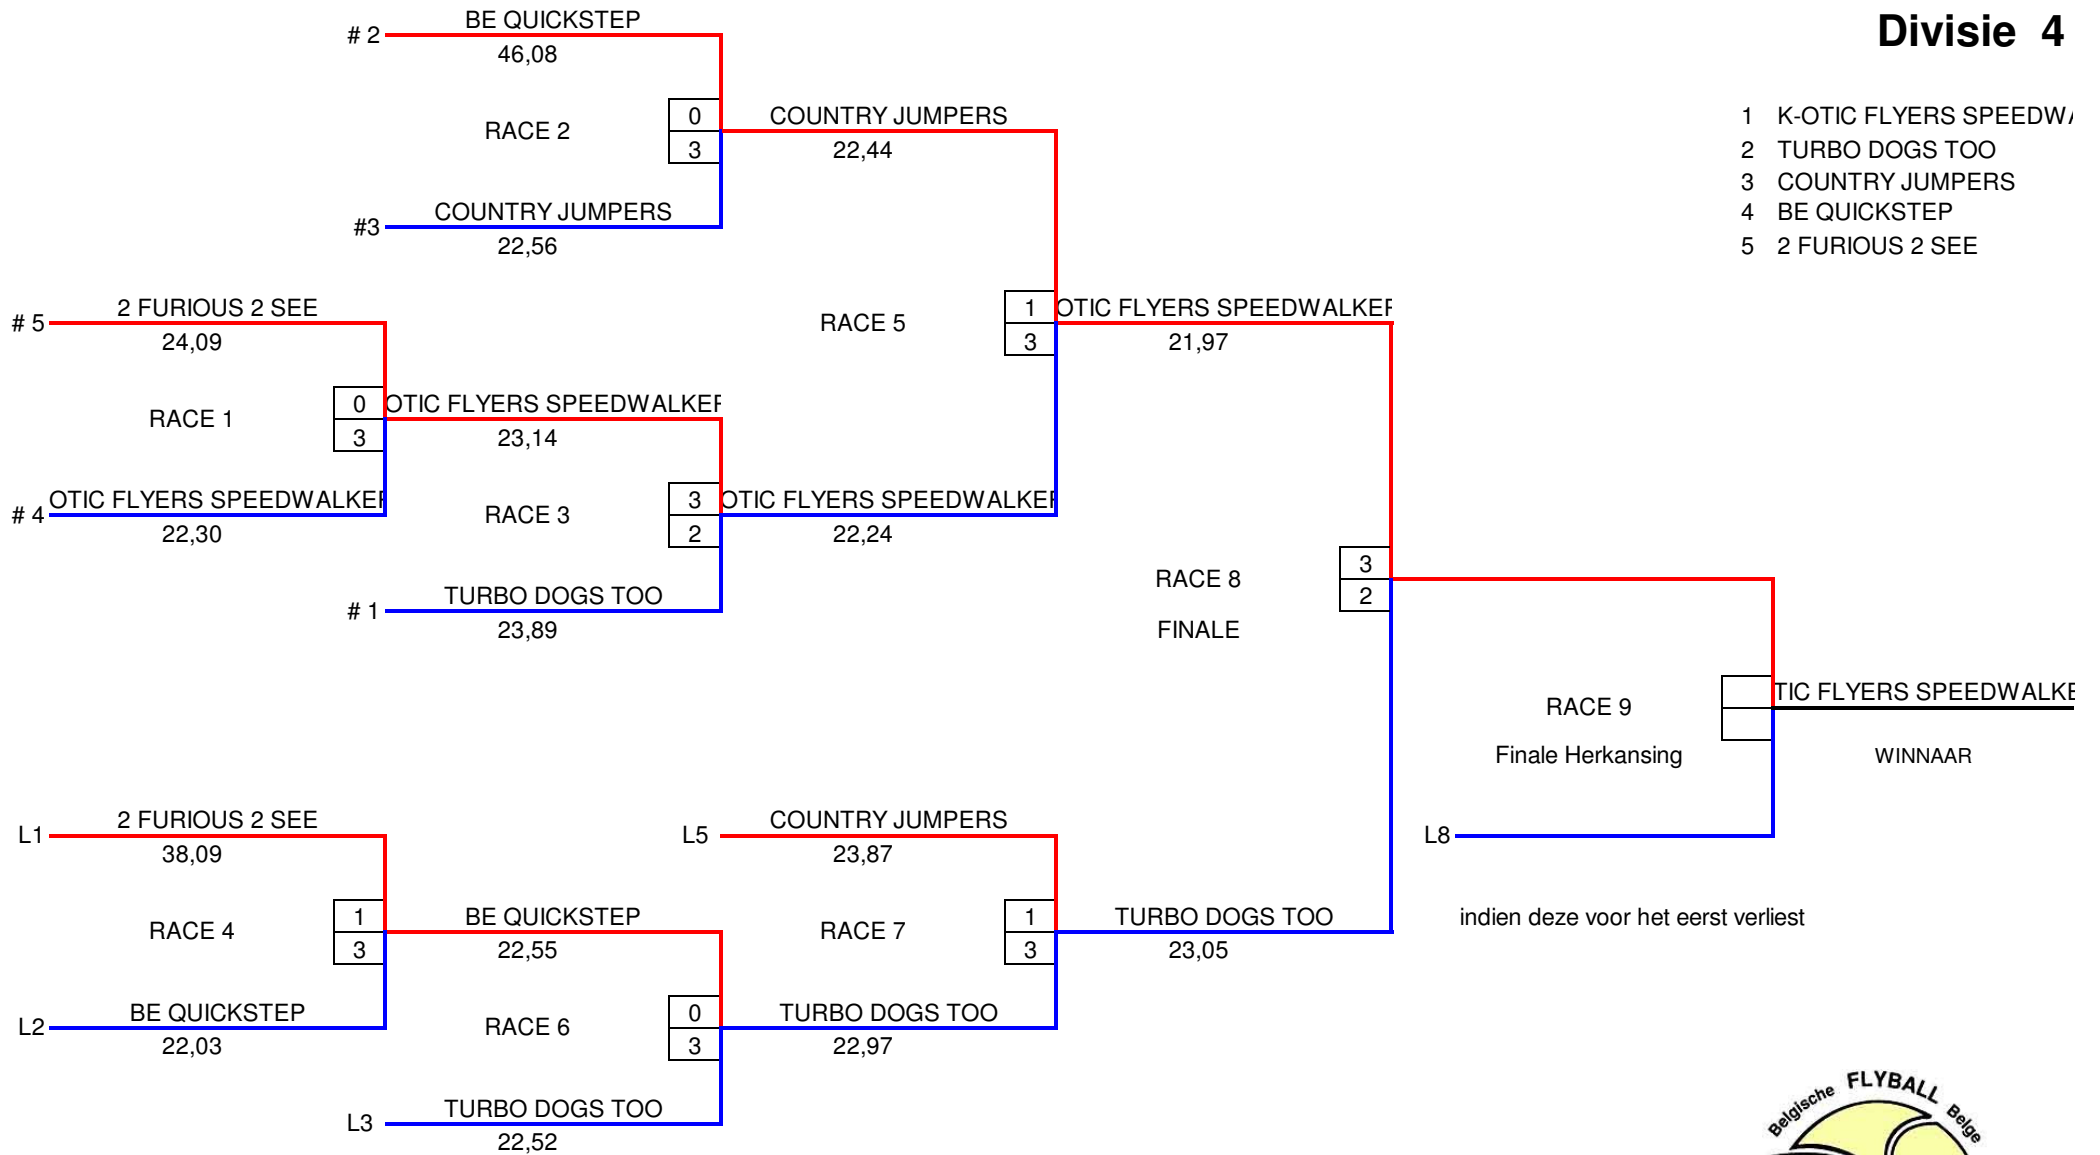 Divisie 4
1 K-OTIC FLYERS SPEEDWA
2 TURBO DOGS TOO
3 COUNTRY JUMPERS
4 BE QUICKSTEP
5 2 FURIOUS 2 SEE
# 2 BE QUICKSTEP
46,08
RACE 2 0 3
COUNTRY JUMPERS
22,44
#3 COUNTRY JUMPERS
22,56
# 5 2 FURIOUS 2 SEE
24,09
RACE 5 1 3
OTIC FLYERS SPEEDWALKER
21,97
RACE 1 0 3
OTIC FLYERS SPEEDWALKER
23,14
# 4 OTIC FLYERS SPEEDWALKER
22,30
RACE 3 3 2
OTIC FLYERS SPEEDWALKER
22,24
# 1 TURBO DOGS TOO
23,89
RACE 8 3 2
FINALE
RACE 9
TIC FLYERS SPEEDWALKE
Finale Herkansing
WINNAAR
L1 2 FURIOUS 2 SEE
38,09
L5 COUNTRY JUMPERS
23,87
L8
RACE 4 1 3
BE QUICKSTEP
22,55
RACE 7 1 3
TURBO DOGS TOO
23,05
indien deze voor het eerst verliest
L2 BE QUICKSTEP
22,03
RACE 6 0 3
TURBO DOGS TOO
22,97
L3 TURBO DOGS TOO
22,52
Belgische FLYBALL Belge